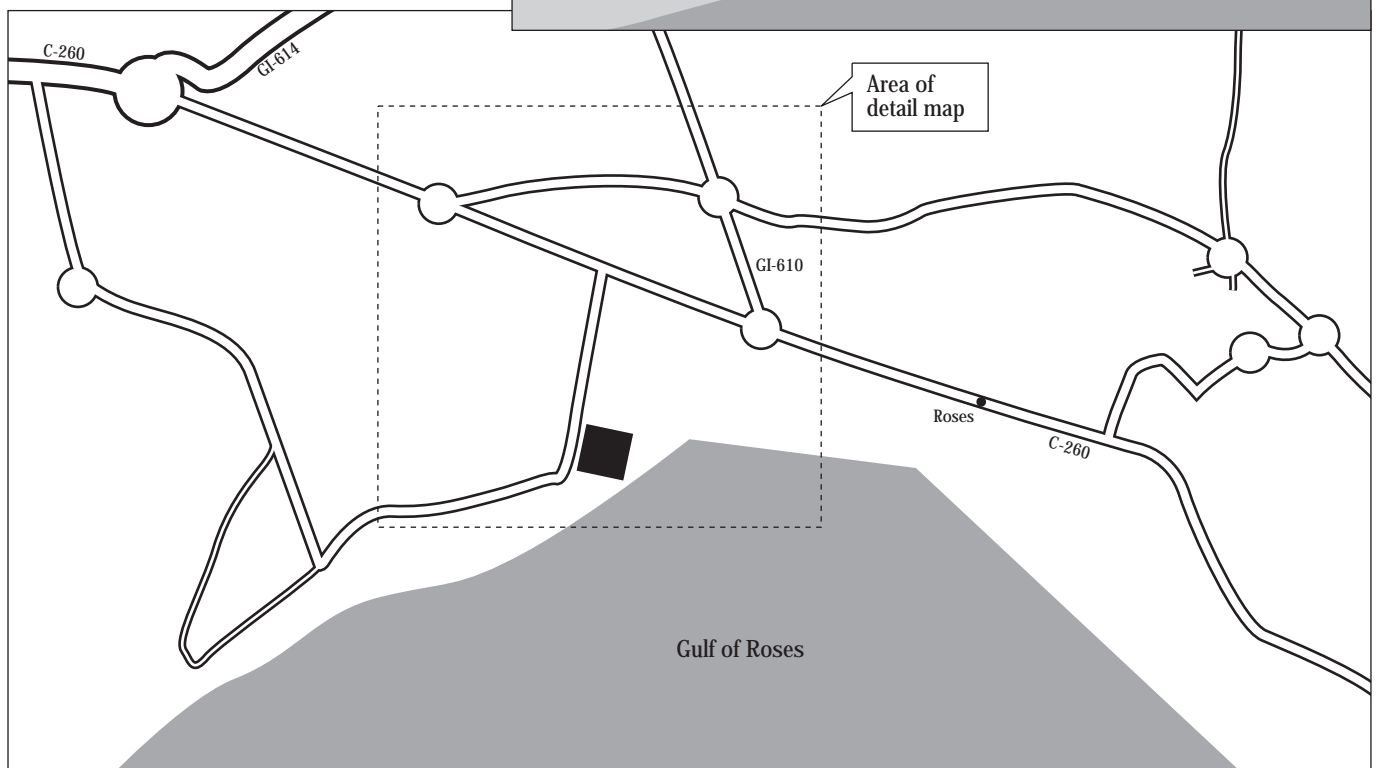 C-260
GI-614
Area of
detail map
GI-610
Roses
C-260
Gulf of Roses